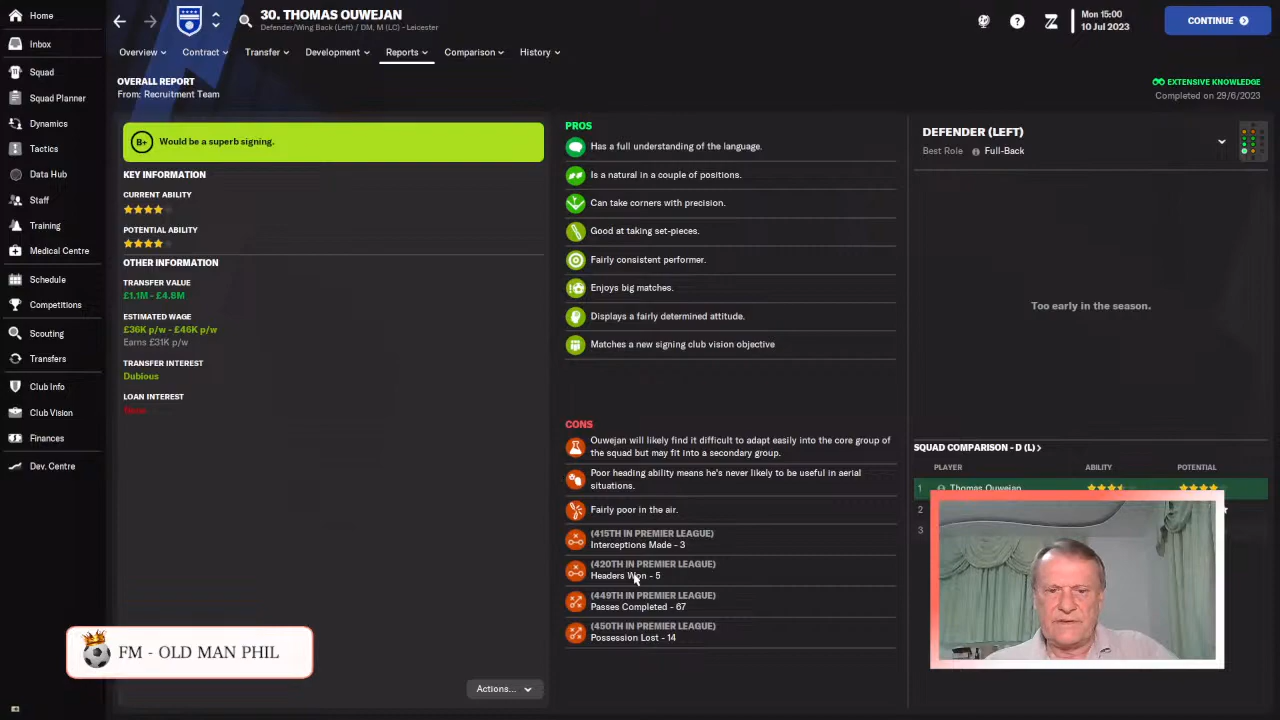 Home
Inbox
Squad
Squad Planner
Dynamics
Tactics
Data Hub
Staff
Training
Medical Centre
Schedule
Competitions
Scouting
Transfers
Club Info
Club Vision
Finances
Dev. Centre
30. THOMAS OUWEJAN
Defender/Wing Back (Left) / DM, M (LC) - Leicester
Mon 15:00
10 Jul 2023
CONTINUE
Overview
Contract
Transfer
Development
Reports
Comparison
History
OVERALL REPORT
From: Recruitment Team
EXTENSIVE KNOWLEDGE
Completed on 29/6/2023
B+ Would be a superb signing.
KEY INFORMATION
CURRENT ABILITY
POTENTIAL ABILITY
OTHER INFORMATION
TRANSFER VALUE
£1.1M - £4.8M
ESTIMATED WAGE
£36K p/w - £46K p/w
Earns £31K p/w
TRANSFER INTEREST
Dubious
LOAN INTEREST
None
Actions...
PROS
Has a full understanding of the language.
Is a natural in a couple of positions.
Can take corners with precision.
Good at taking set-pieces.
Fairly consistent performer.
Enjoys big matches.
Displays a fairly determined attitude.
Matches a new signing club vision objective
CONS
Ouwejan will likely find it difficult to adapt easily into the core group of
the squad but may fit into a secondary group.
Poor heading ability means he's never likely to be useful in aerial
situations.
Fairly poor in the air.
(415TH IN PREMIER LEAGUE)
Interceptions Made - 3
(420TH IN PREMIER LEAGUE)
Headers Won - 5
(449TH IN PREMIER LEAGUE)
Passes Completed - 67
(450TH IN PREMIER LEAGUE)
Possession Lost - 14
DEFENDER (LEFT)
Best Role Full-Back
Too early in the season.
SQUAD COMPARISON - D (L) >
PLAYER ABILITY POTENTIAL
1 Thomas Ouwejan
2
3
FM - OLD MAN PHIL